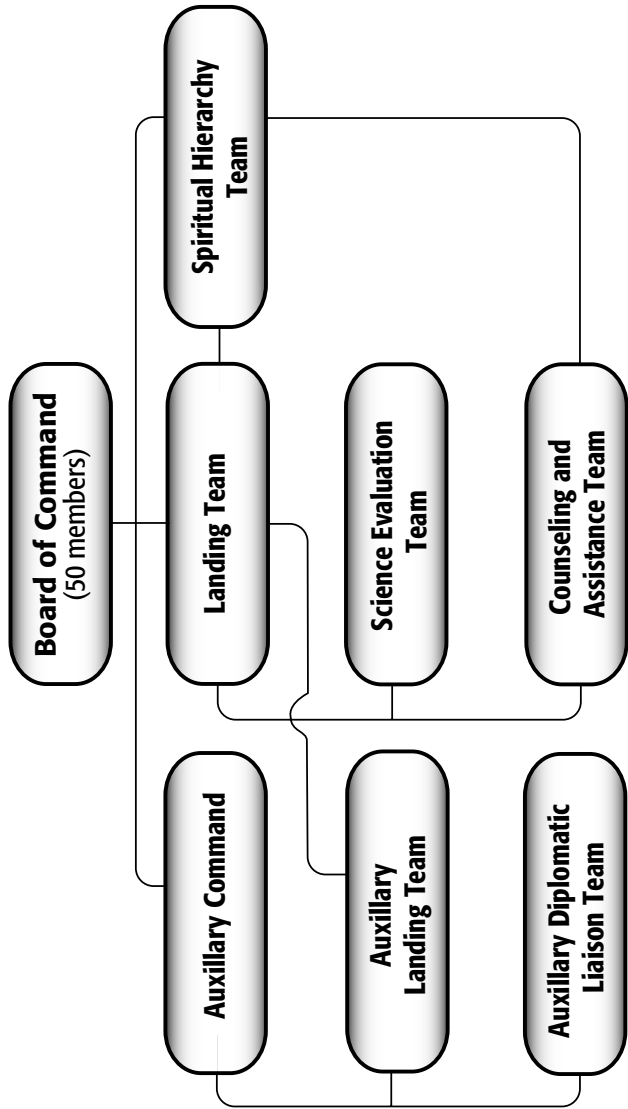 Board of Command
(50 members)
Auxillary Command
Landing Team
Spiritual Hierarchy
Team
Auxillary
Landing Team
Science Evaluation
Team
Auxillary Diplomatic
Liaison Team
Counseling and
Assistance Team